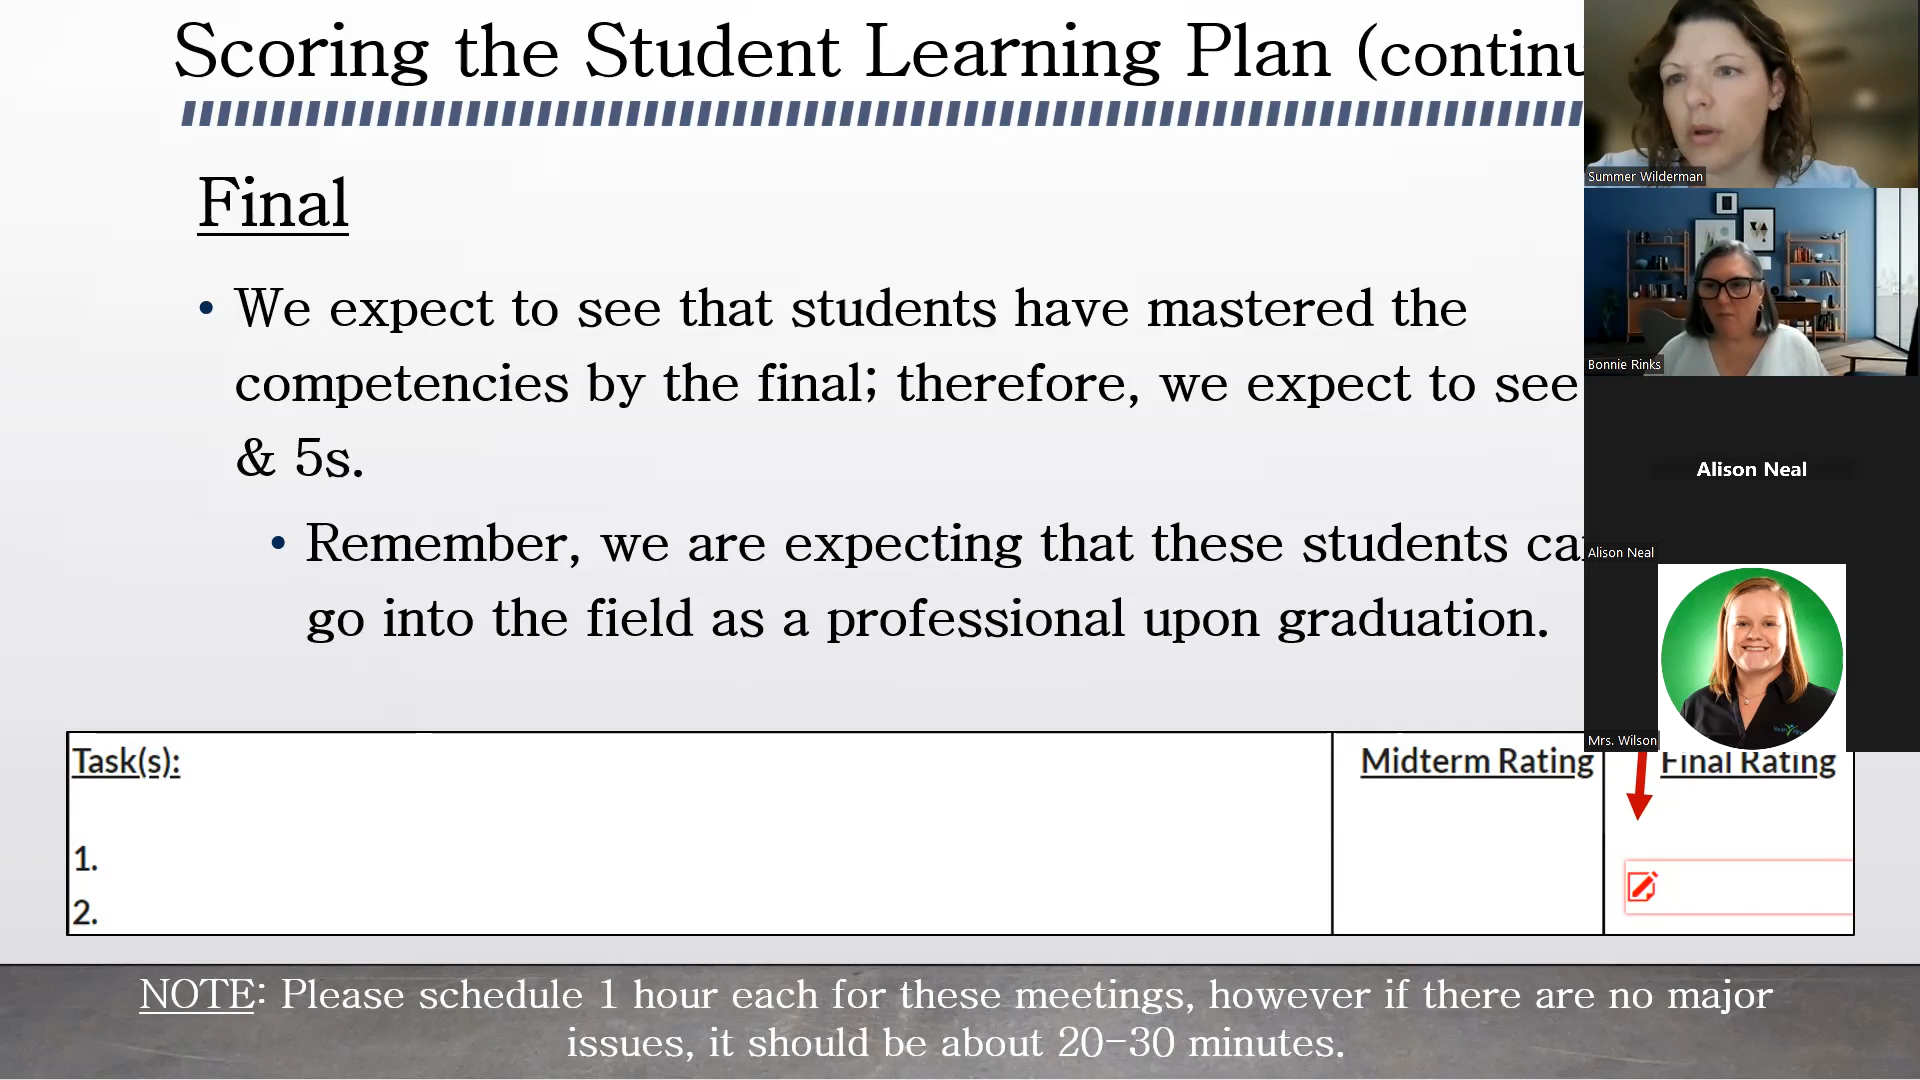 Scoring the Student Learning Plan (continu
Final
• We expect to see that students have mastered the
competencies by the final; therefore, we expect to see
& 5s.
• Remember, we are expecting that these students ca
go into the field as a professional upon graduation.
Task(s):
Midterm Rating
Final Rating
1.
2.
NOTE: Please schedule 1 hour each for these meetings, however if there are no major
issues, it should be about 20-30 minutes.
Summer Wilderman
Bonnie Rinks
Alison Neal
Alison Neal
Mrs. Wilson